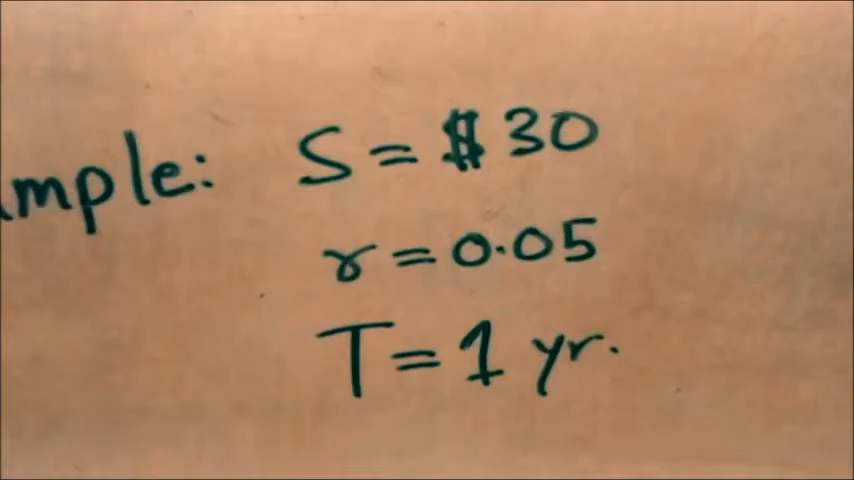 mple: S = $30
r = 0.05
T = 1 yr.